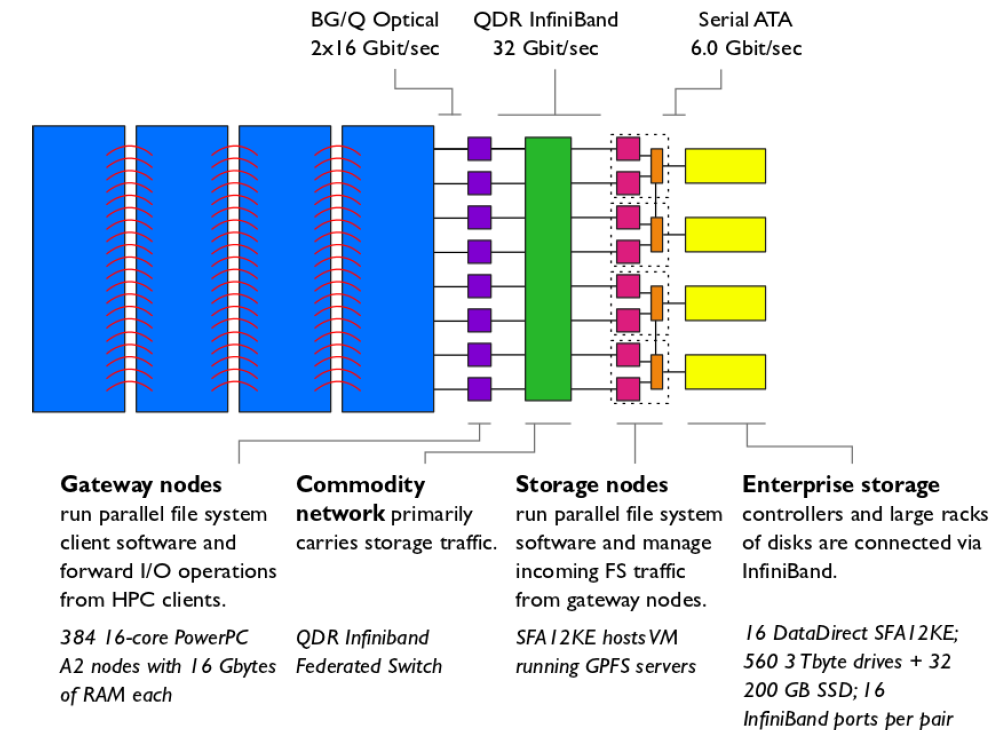 BG/Q Optical
2x16 Gbit/sec
QDR InfiniBand
32 Gbit/sec
Serial ATA
6.0 Gbit/sec
Gateway nodes
run parallel file system
client software and
forward I/O operations
from HPC clients.
384 16-core PowerPC
A2 nodes with 16 Gbytes
of RAM each
Commodity
network primarily
carries storage traffic.
QDR Infiniband
Federated Switch
Storage nodes
run parallel file system
software and manage
incoming FS traffic
from gateway nodes.
SFA12KE hosts VM
running GPFS servers
Enterprise storage
controllers and large racks
of disks are connected via
InfiniBand.
16 DataDirect SFA12KE;
560 3 Tbyte drives + 32
200 GB SSD; 16
InfiniBand ports per pair